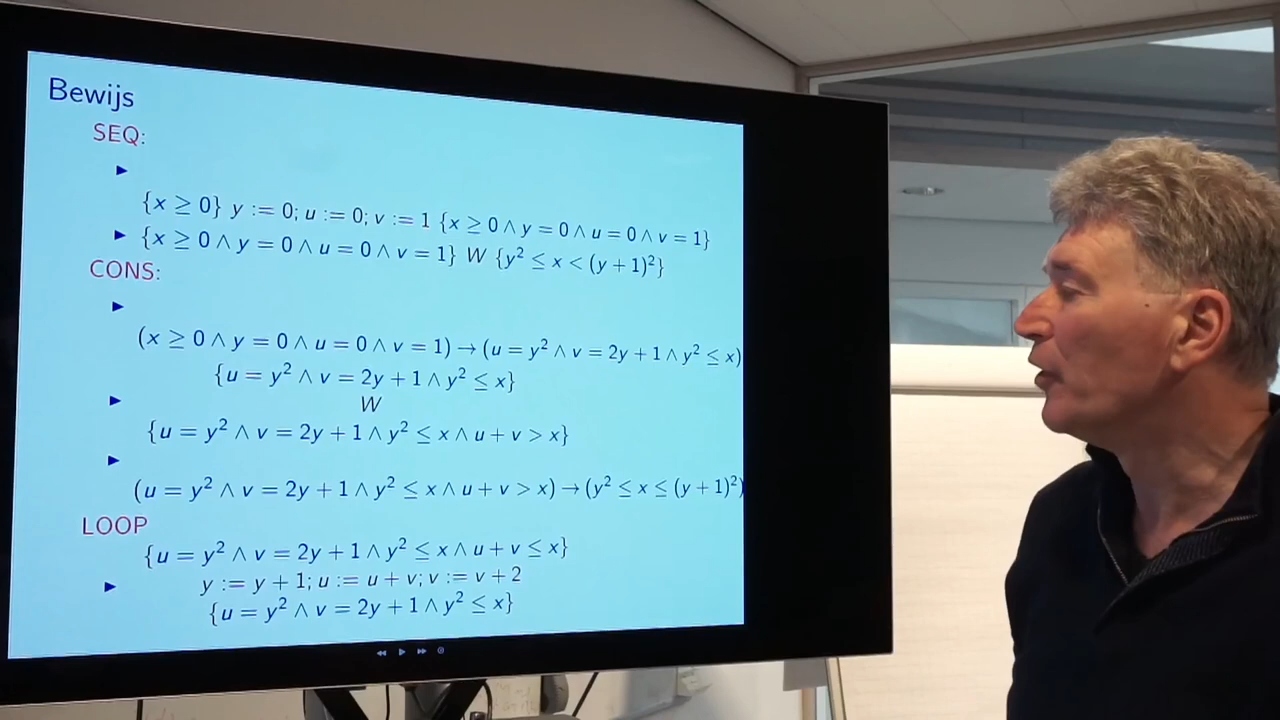 Bewijs
SEQ:
▶
{x ≥ 0} y := 0; u := 0; v := 1 {x ≥ 0 ∧ y = 0 ∧ u = 0 ∧ v = 1}
▶ {x ≥ 0 ∧ y = 0 ∧ u = 0 ∧ v = 1} W {y² ≤ x < (y + 1)²}
CONS:
▶
(x ≥ 0 ∧ y = 0 ∧ u = 0 ∧ v = 1) → (u = y² ∧ v = 2y + 1 ∧ y² ≤ x)
{u = y² ∧ v = 2y + 1 ∧ y² ≤ x}
▶ W
{u = y² ∧ v = 2y + 1 ∧ y² ≤ x ∧ u + v > x}
▶
(u = y² ∧ v = 2y + 1 ∧ y² ≤ x ∧ u + v > x) → (y² ≤ x ≤ (y + 1)²)
LOOP
{u = y² ∧ v = 2y + 1 ∧ y² ≤ x ∧ u + v ≤ x}
▶ y := y + 1; u := u + v; v := v + 2
{u = y² ∧ v = 2y + 1 ∧ y² ≤ x}